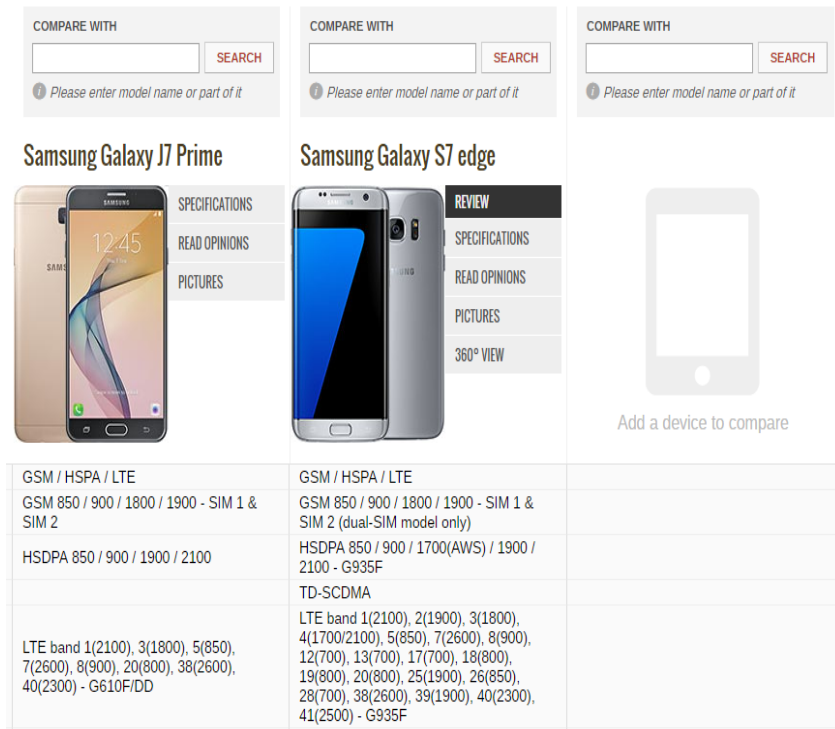 COMPARE WITH
SEARCH
Please enter model name or part of it
COMPARE WITH
SEARCH
Please enter model name or part of it
COMPARE WITH
SEARCH
Please enter model name or part of it
Samsung Galaxy J7 Prime
SAMS
SAMSUNG
12:45
SPECIFICATIONS
READ OPINIONS
PICTURES
Samsung Galaxy S7 edge
UNG
REVIEW
SPECIFICATIONS
READ OPINIONS
PICTURES
360° VIEW
Add a device to compare
GSM / HSPA / LTE
GSM 850 / 900 / 1800 / 1900 - SIM 1 &
SIM 2
HSDPA 850 / 900 / 1900 / 2100
LTE band 1(2100), 3(1800), 5(850),
7(2600), 8(900), 20(800), 38(2600),
40(2300) - G610F/DD
GSM / HSPA / LTE
GSM 850 / 900 / 1800 / 1900 - SIM 1 &
SIM 2 (dual-SIM model only)
HSDPA 850 / 900 / 1700(AWS) / 1900 /
2100 - G935F
TD-SCDMA
LTE band 1(2100), 2(1900), 3(1800),
4(1700/2100), 5(850), 7(2600), 8(900),
12(700), 13(700), 17(700), 18(800),
19(800), 20(800), 25(1900), 26(850),
28(700), 38(2600), 39(1900), 40(2300),
41(2500) - G935F